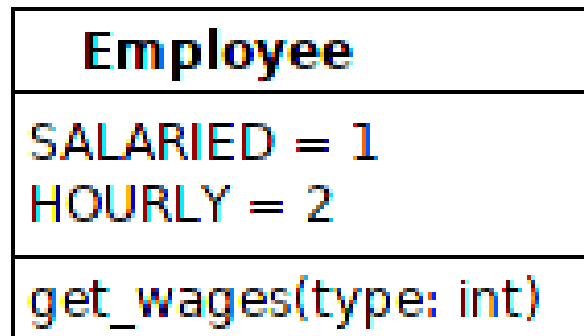 Employee
SALARIED = 1
HOURLY = 2
get_wages(type: int)